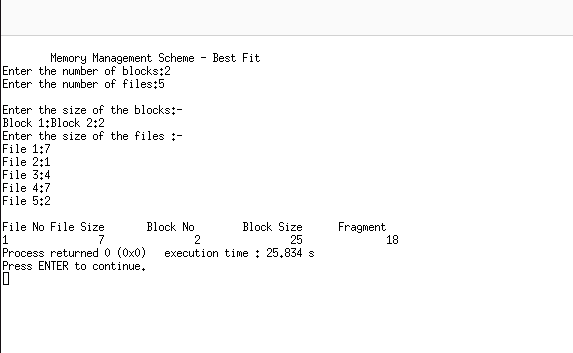 Memory Management Scheme - Best Fit
Enter the number of blocks:2
Enter the number of files:5
Enter the size of the blocks:-
Block 1:Block 2:2
Enter the size of the files :-
File 1:7
File 2:1
File 3:4
File 4:7
File 5:2
File No File Size Block No Block Size Fragment
1 7 2 25 18
Process returned 0 (0x0) execution time : 25.834 s
Press ENTER to continue.